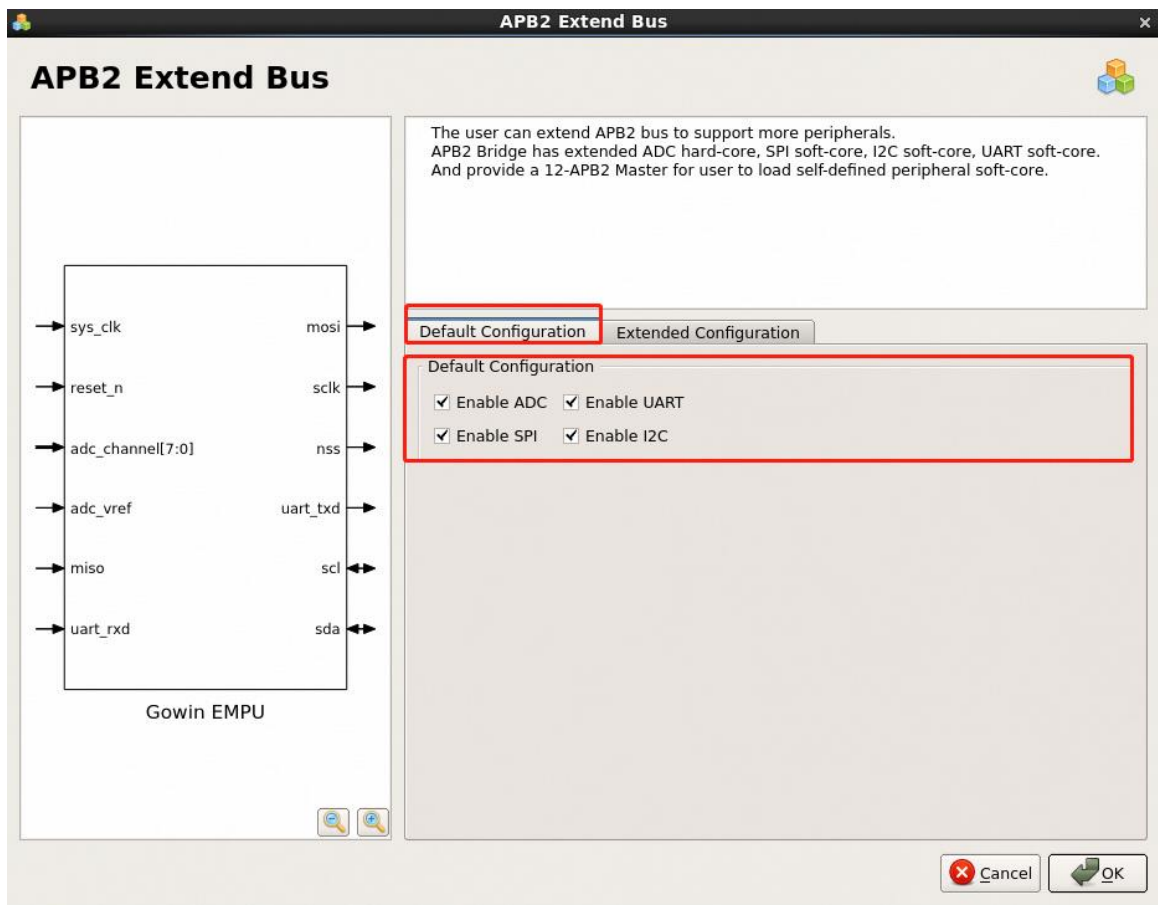 APB2 Extend Bus
APB2 Extend Bus
The user can extend APB2 bus to support more peripherals.
APB2 Bridge has extended ADC hard-core, SPI soft-core, I2C soft-core, UART soft-core.
And provide a 12-APB2 Master for user to load self-defined peripheral soft-core.
sys_clk mosi
reset_n sclk
adc_channel[7:0] nss
adc_vref uart_txd
miso scl
uart_rxd sda
Gowin EMPU
Default Configuration Extended Configuration
Default Configuration
Enable ADC Enable UART
Enable SPI Enable I2C
Cancel OK